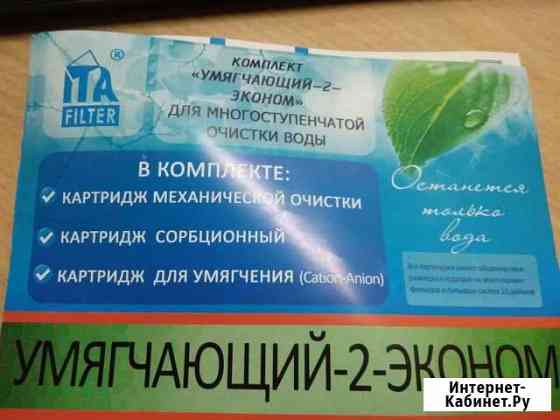 ITA
®
FILTER
КОМПЛЕКТ
«УМЯГЧАЮЩИЙ-2-
ЭКОНОМ»
ДЛЯ МНОГОСТУПЕНЧАТОЙ
ОЧИСТКИ ВОДЫ
В КОМПЛЕКТЕ:
КАРТРИДЖ МЕХАНИЧЕСКОЙ ОЧИСТКИ
КАРТРИДЖ СОРБЦИОННЫЙ
КАРТРИДЖ ДЛЯ УМЯГЧЕНИЯ (Cation-Anion)
Останется
только
вода
УМЯГЧАЮЩИЙ-2-ЭКОНОМ
Интернет-
Кабинет.Ру